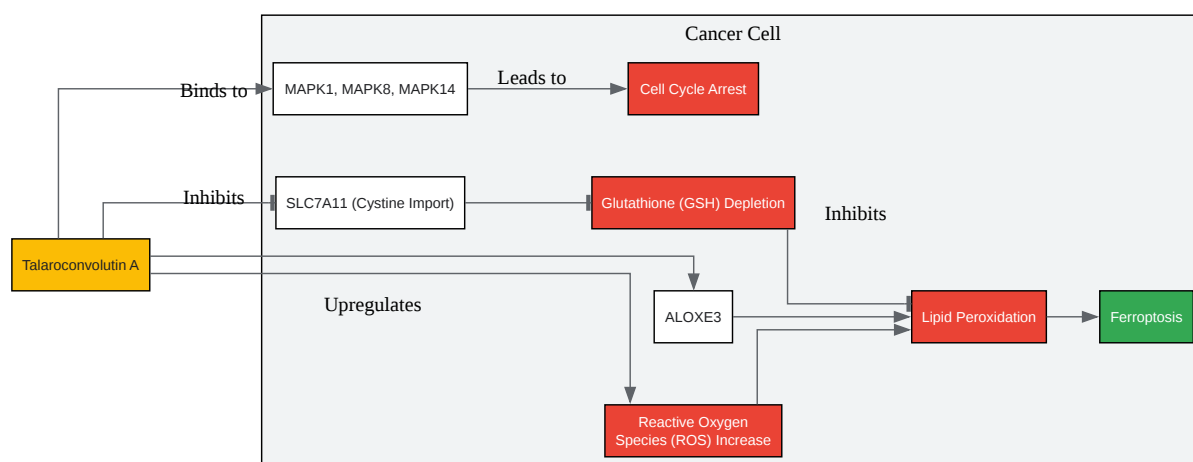 Cancer Cell
Binds to
MAPK1, MAPK8, MAPK14
Leads to
Cell Cycle Arrest
Inhibits
SLC7A11 (Cystine Import)
Glutathione (GSH) Depletion
Inhibits
Talaroconvolutin A
Upregulates
ALOXE3
Lipid Peroxidation
Ferroptosis
Reactive Oxygen
Species (ROS) Increase